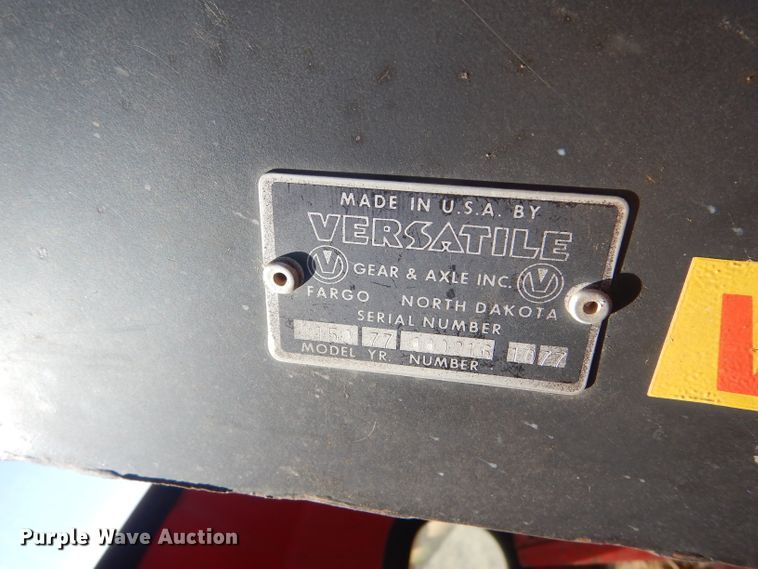 MADE IN U.S.A. BY
VERSATILE
GEAR & AXLE INC.
FARGO NORTH DAKOTA
SERIAL NUMBER
77
MODEL YR. NUMBER
Purple Wave Auction